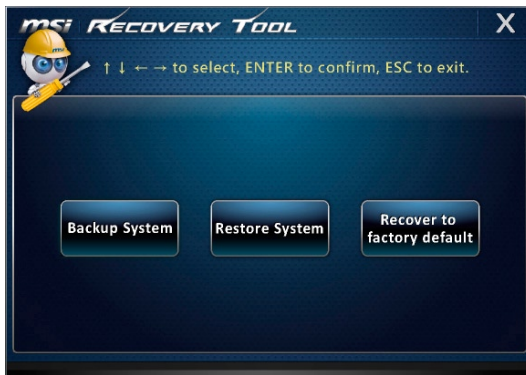 msi Recovery Tool X
↑ ↓ ← → to select, ENTER to confirm, ESC to exit.
Backup System
Restore System
Recover to
factory default